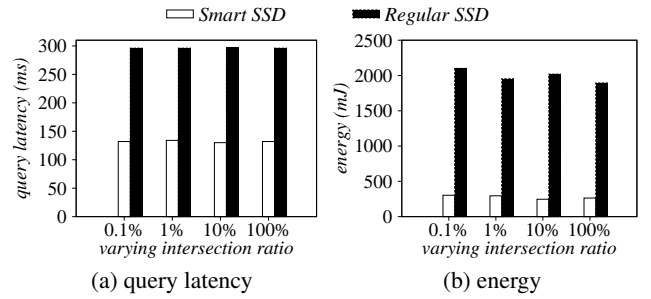 Smart SSD Regular SSD
query latency (ms)
300
250
200
150
100
50
0
0.1% 1% 10% 100%
varying intersection ratio
(a) query latency
energy (mJ)
2500
2000
1500
1000
500
0
0.1% 1% 10% 100%
varying intersection ratio
(b) energy